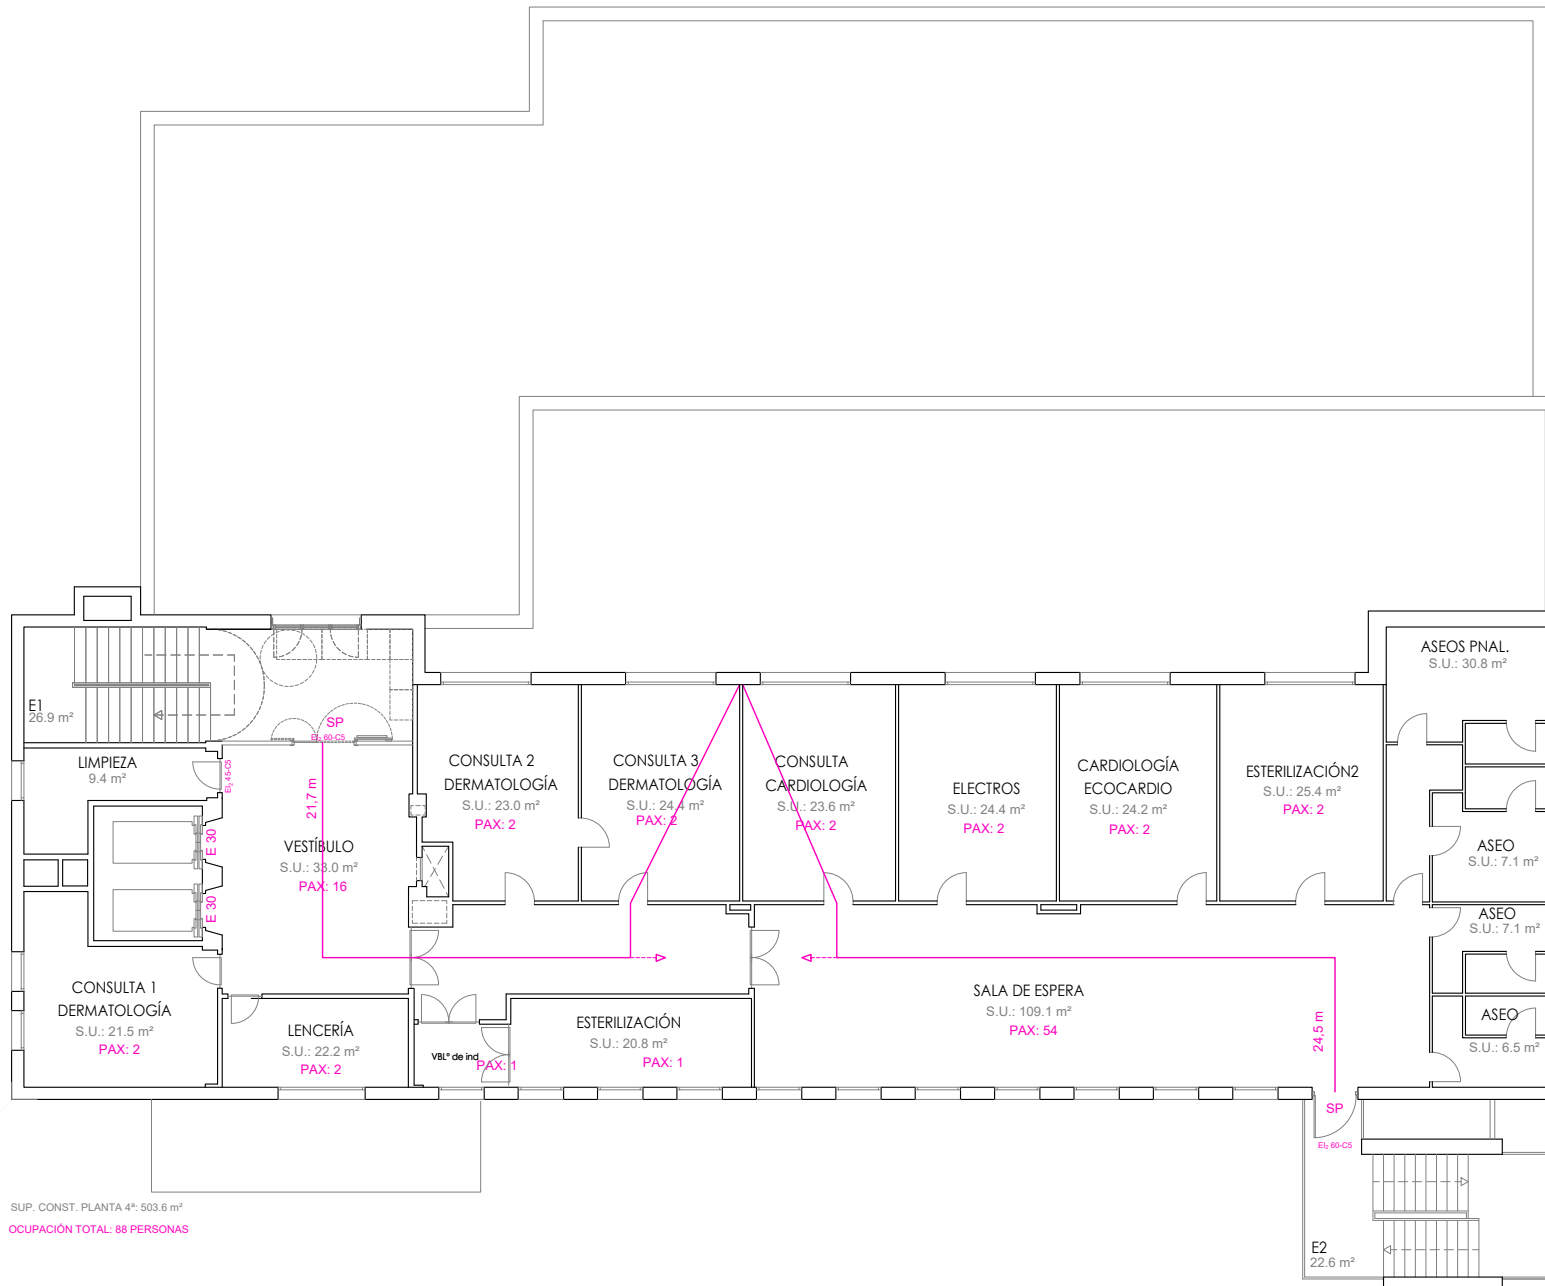 ASEOS PNAL.
S.U.: 30.8 m²
E1
26.9 m²
SP
EI₂ 60-C5
LIMPIEZA
9.4 m²
EI₂ 45-C5
21,7 m
CONSULTA 2
DERMATOLOGÍA
S.U.: 23.0 m²
PAX: 2
CONSULTA 3
DERMATOLOGÍA
S.U.: 24.4 m²
PAX: 2
CONSULTA
CARDIOLOGÍA
S.U.: 23.6 m²
PAX: 2
ELECTROS
S.U.: 24.4 m²
PAX: 2
CARDIOLOGÍA
ECOCARDIO
S.U.: 24.2 m²
PAX: 2
ESTERILIZACIÓN2
S.U.: 25.4 m²
PAX: 2
E 30
E 30
VESTÍBULO
S.U.: 33.0 m²
PAX: 16
ASEO
S.U.: 7.1 m²
ASEO
S.U.: 7.1 m²
CONSULTA 1
DERMATOLOGÍA
S.U.: 21.5 m²
PAX: 2
LENCERÍA
S.U.: 22.2 m²
PAX: 2
VBLº de ind
PAX: 1
ESTERILIZACIÓN
S.U.: 20.8 m²
PAX: 1
SALA DE ESPERA
S.U.: 109.1 m²
PAX: 54
24,5 m
ASEO
S.U.: 6.5 m²
SP
EI₂ 60-C5
E2
22.6 m²
SUP. CONST. PLANTA 4ª: 503.6 m²
OCUPACIÓN TOTAL: 88 PERSONAS